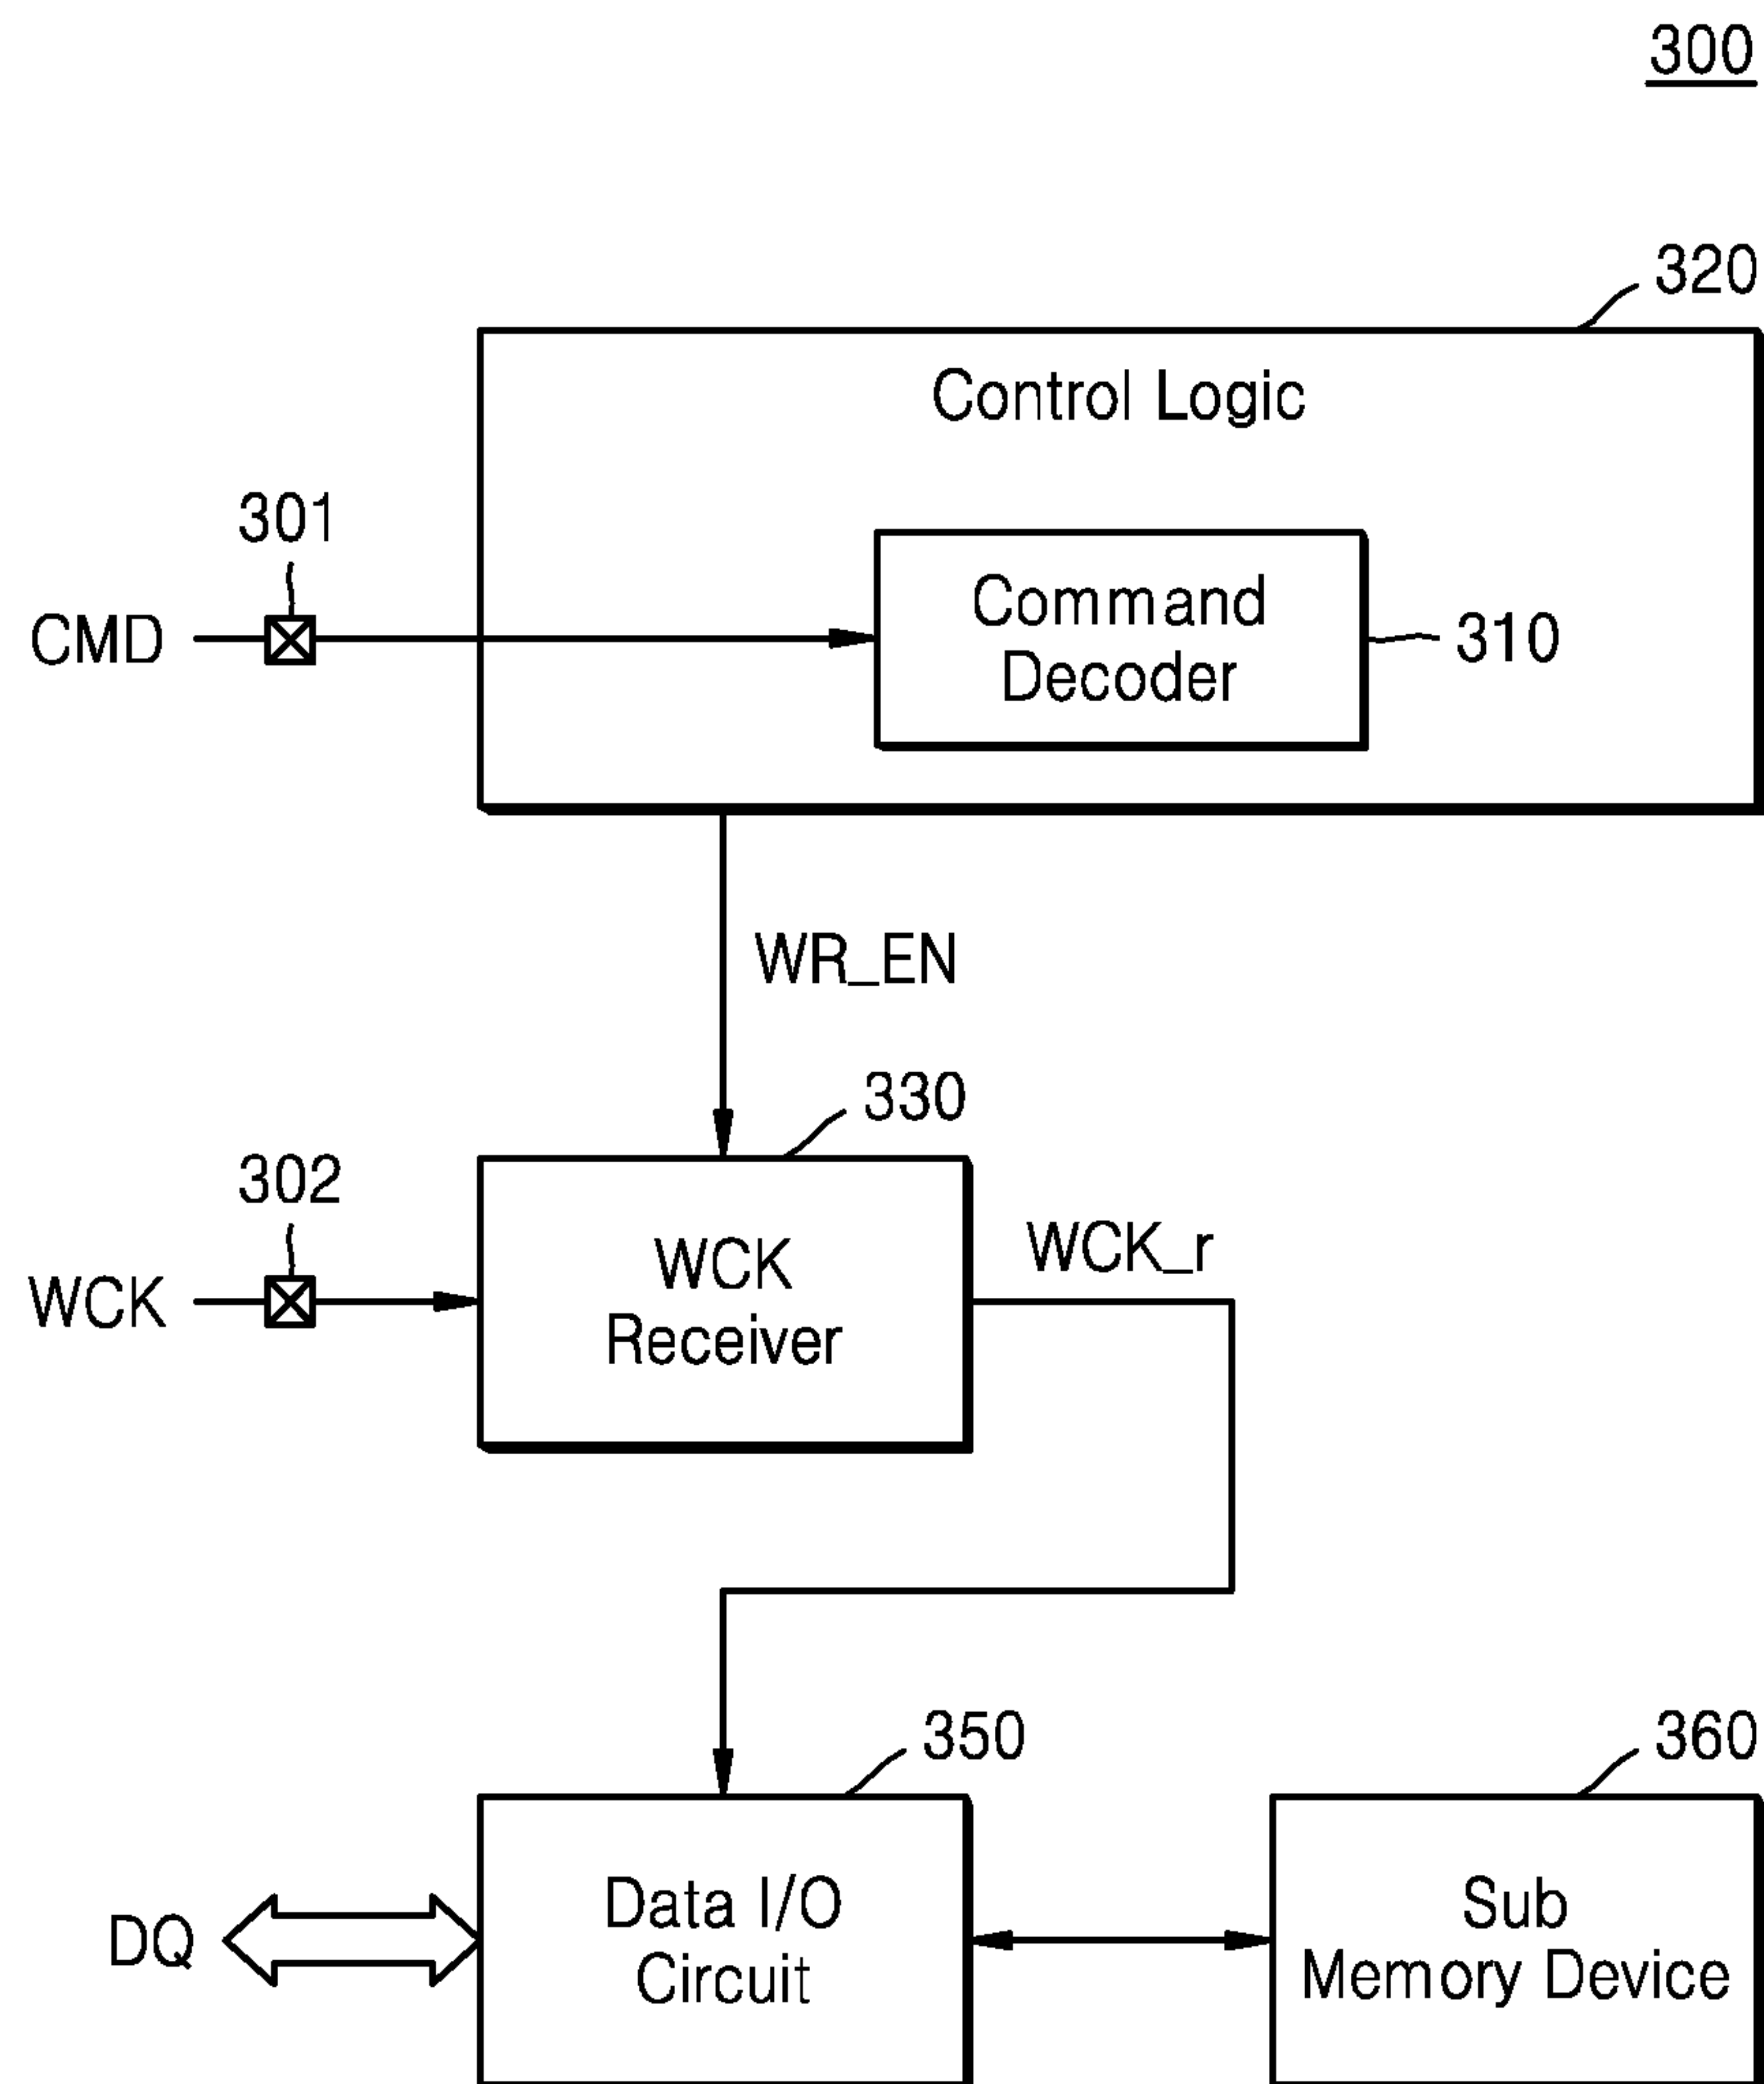 300
320
Control Logic
301
CMD
Command
Decoder
310
WR_EN
330
302
WCK
WCK
Receiver
WCK_r
350
360
DQ
Data I/O
Circuit
Sub
Memory Device